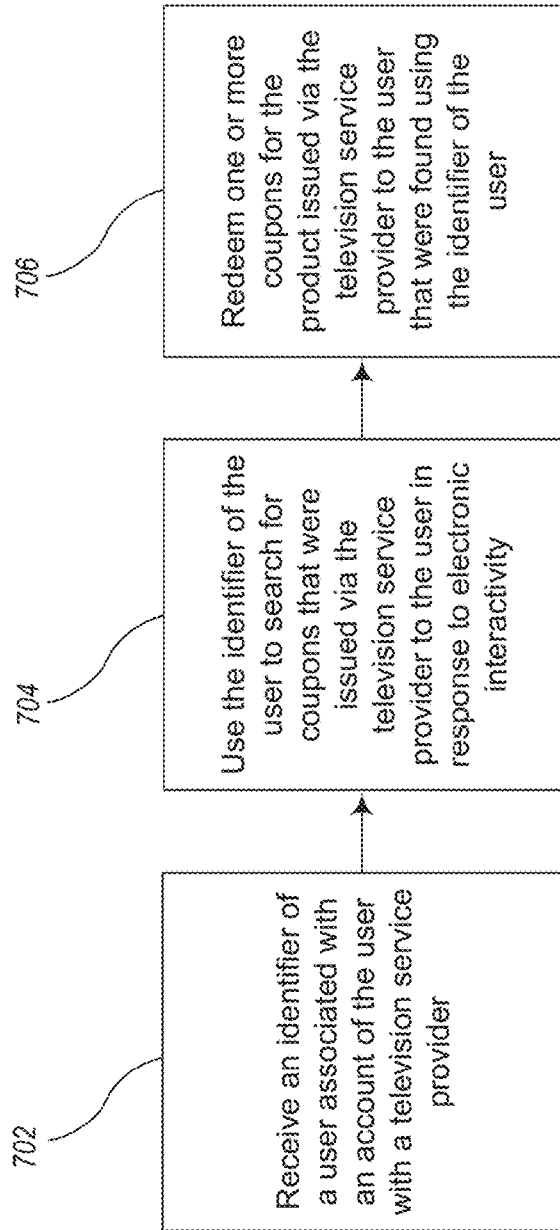 702
Receive an identifier of
a user associated with
an account of the user
with a television service
provider
704
Use the identifier of the
user to search for
coupons that were
issued via the
television service
provider to the user in
response to electronic
interactivity
706
Redeem one or more
coupons for the
product issued via the
television service
provider to the user
that were found using
the identifier of the
user